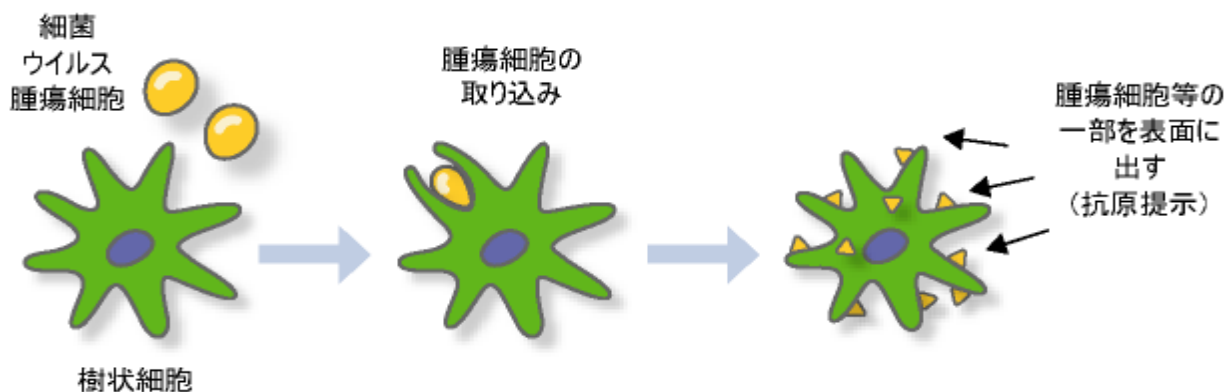 細菌
ウイルス
腫瘍細胞
樹状細胞
腫瘍細胞の
取り込み
腫瘍細胞等の
一部を表面に
出す
（抗原提示）